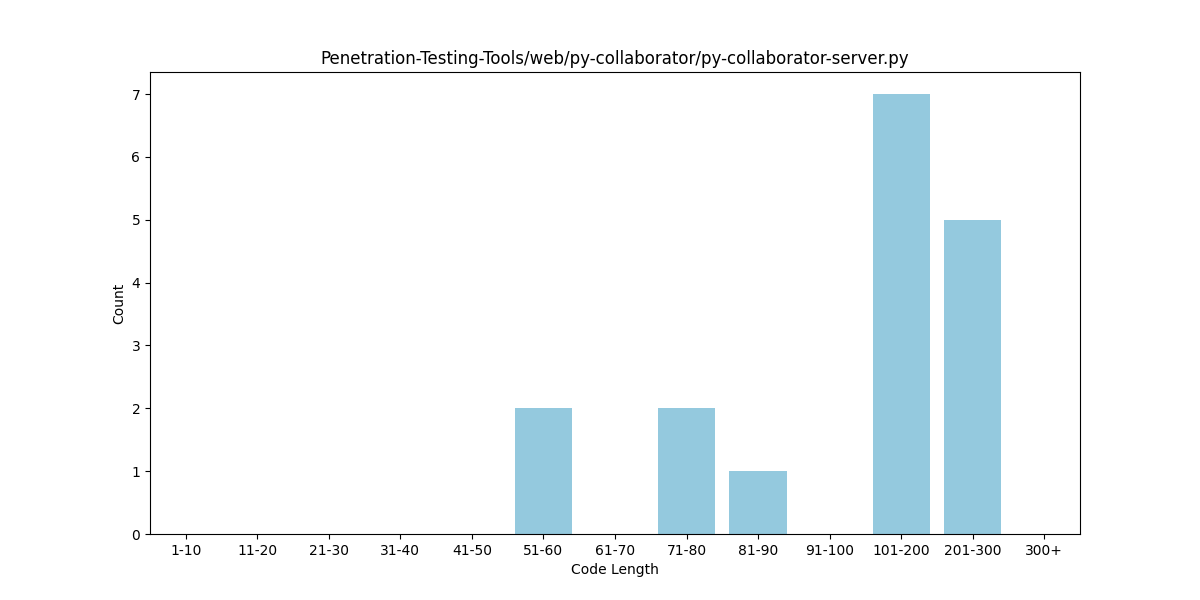 Penetration-Testing-Tools/web/py-collaborator/py-collaborator-server.py
7
6
5
4
3
2
1
0
Count
1-10 11-20 21-30 31-40 41-50 51-60 61-70 71-80 81-90 91-100 101-200 201-300 300+
Code Length